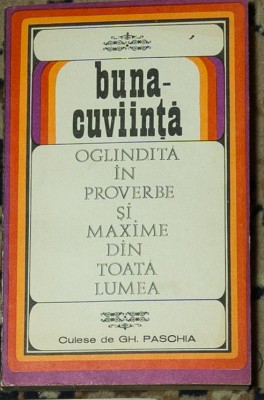 buna-
cuviință
OGLINDITĂ
ÎN
PROVERBE
ȘI
MAXIME
DIN
TOATĂ
LUMEA
Culese de GH. PASCHIA